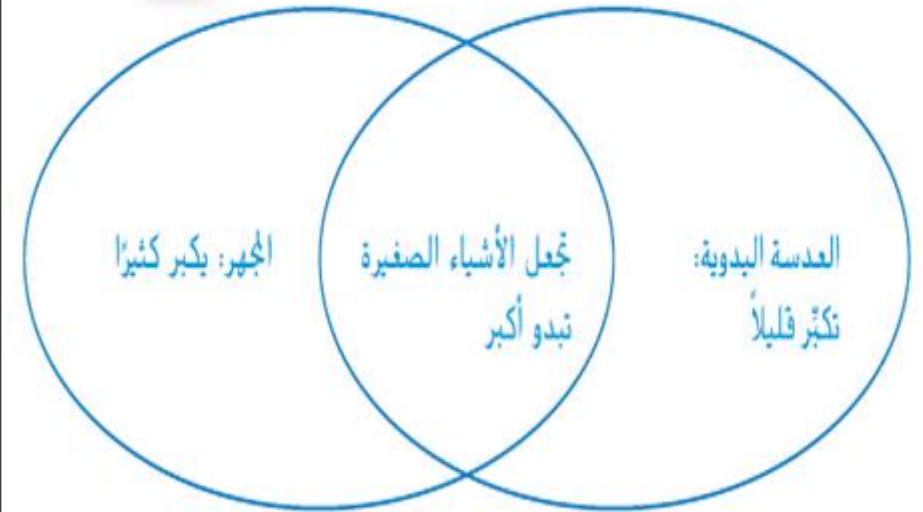 العدسة اليدوية:
تكبِّر قليلاً
تجعل الأشياء الصغيرة
تبدو أكبر
المجهر: يكبر كثيرًا